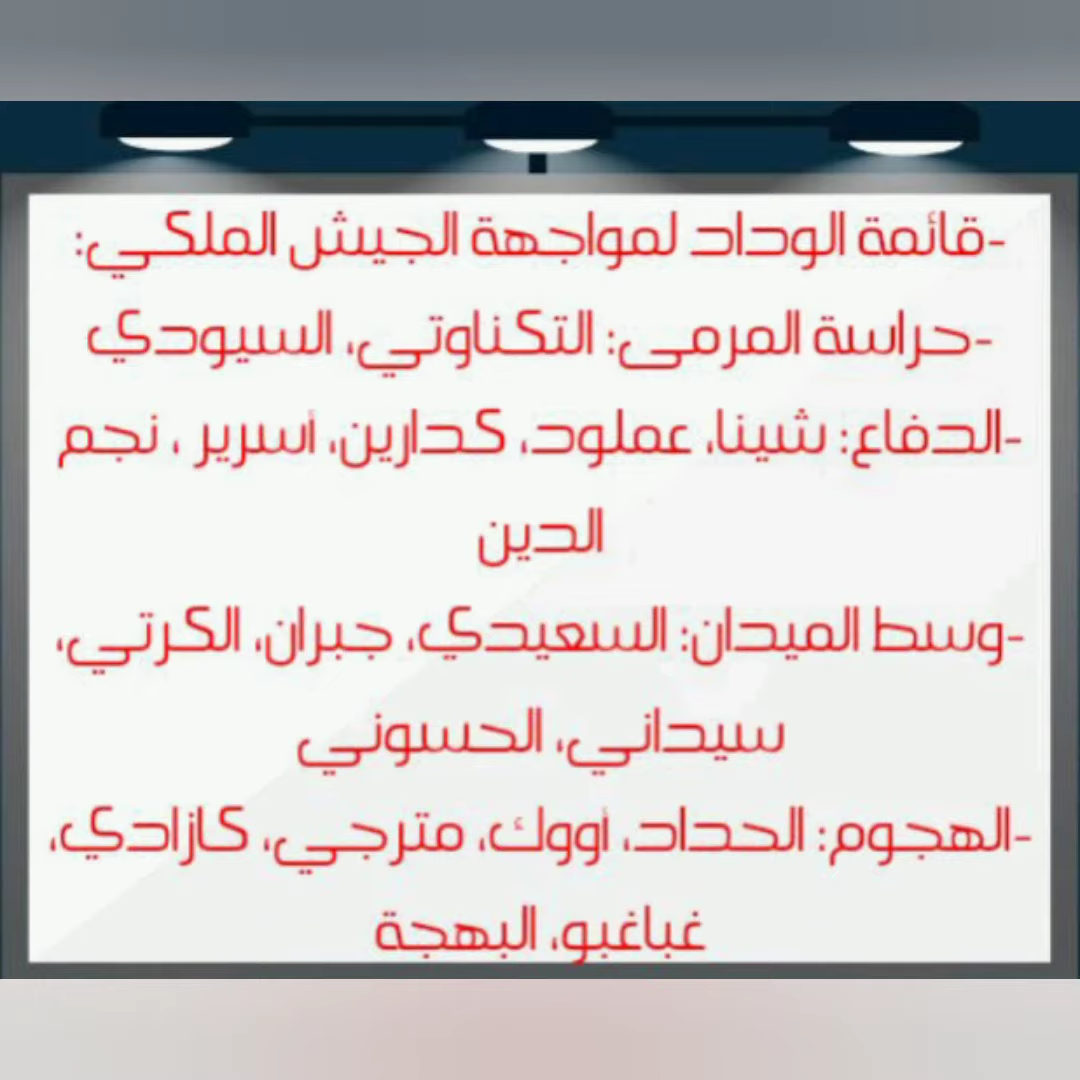 -قائمة الوداد لمواجهة الجيش الملكي:
-حراسة المرمى: التكناوتي، السيودي
-الدفاع: شينا، عملود، كدارين، أسرير ، نجم
الدين
-وسط الميدان: السعيدي، جبران، الكرتي،
سيداني، الحسوني
-الهجوم: الحداد، أووك، مترجي، كازادي،
غباغبو، البهجة